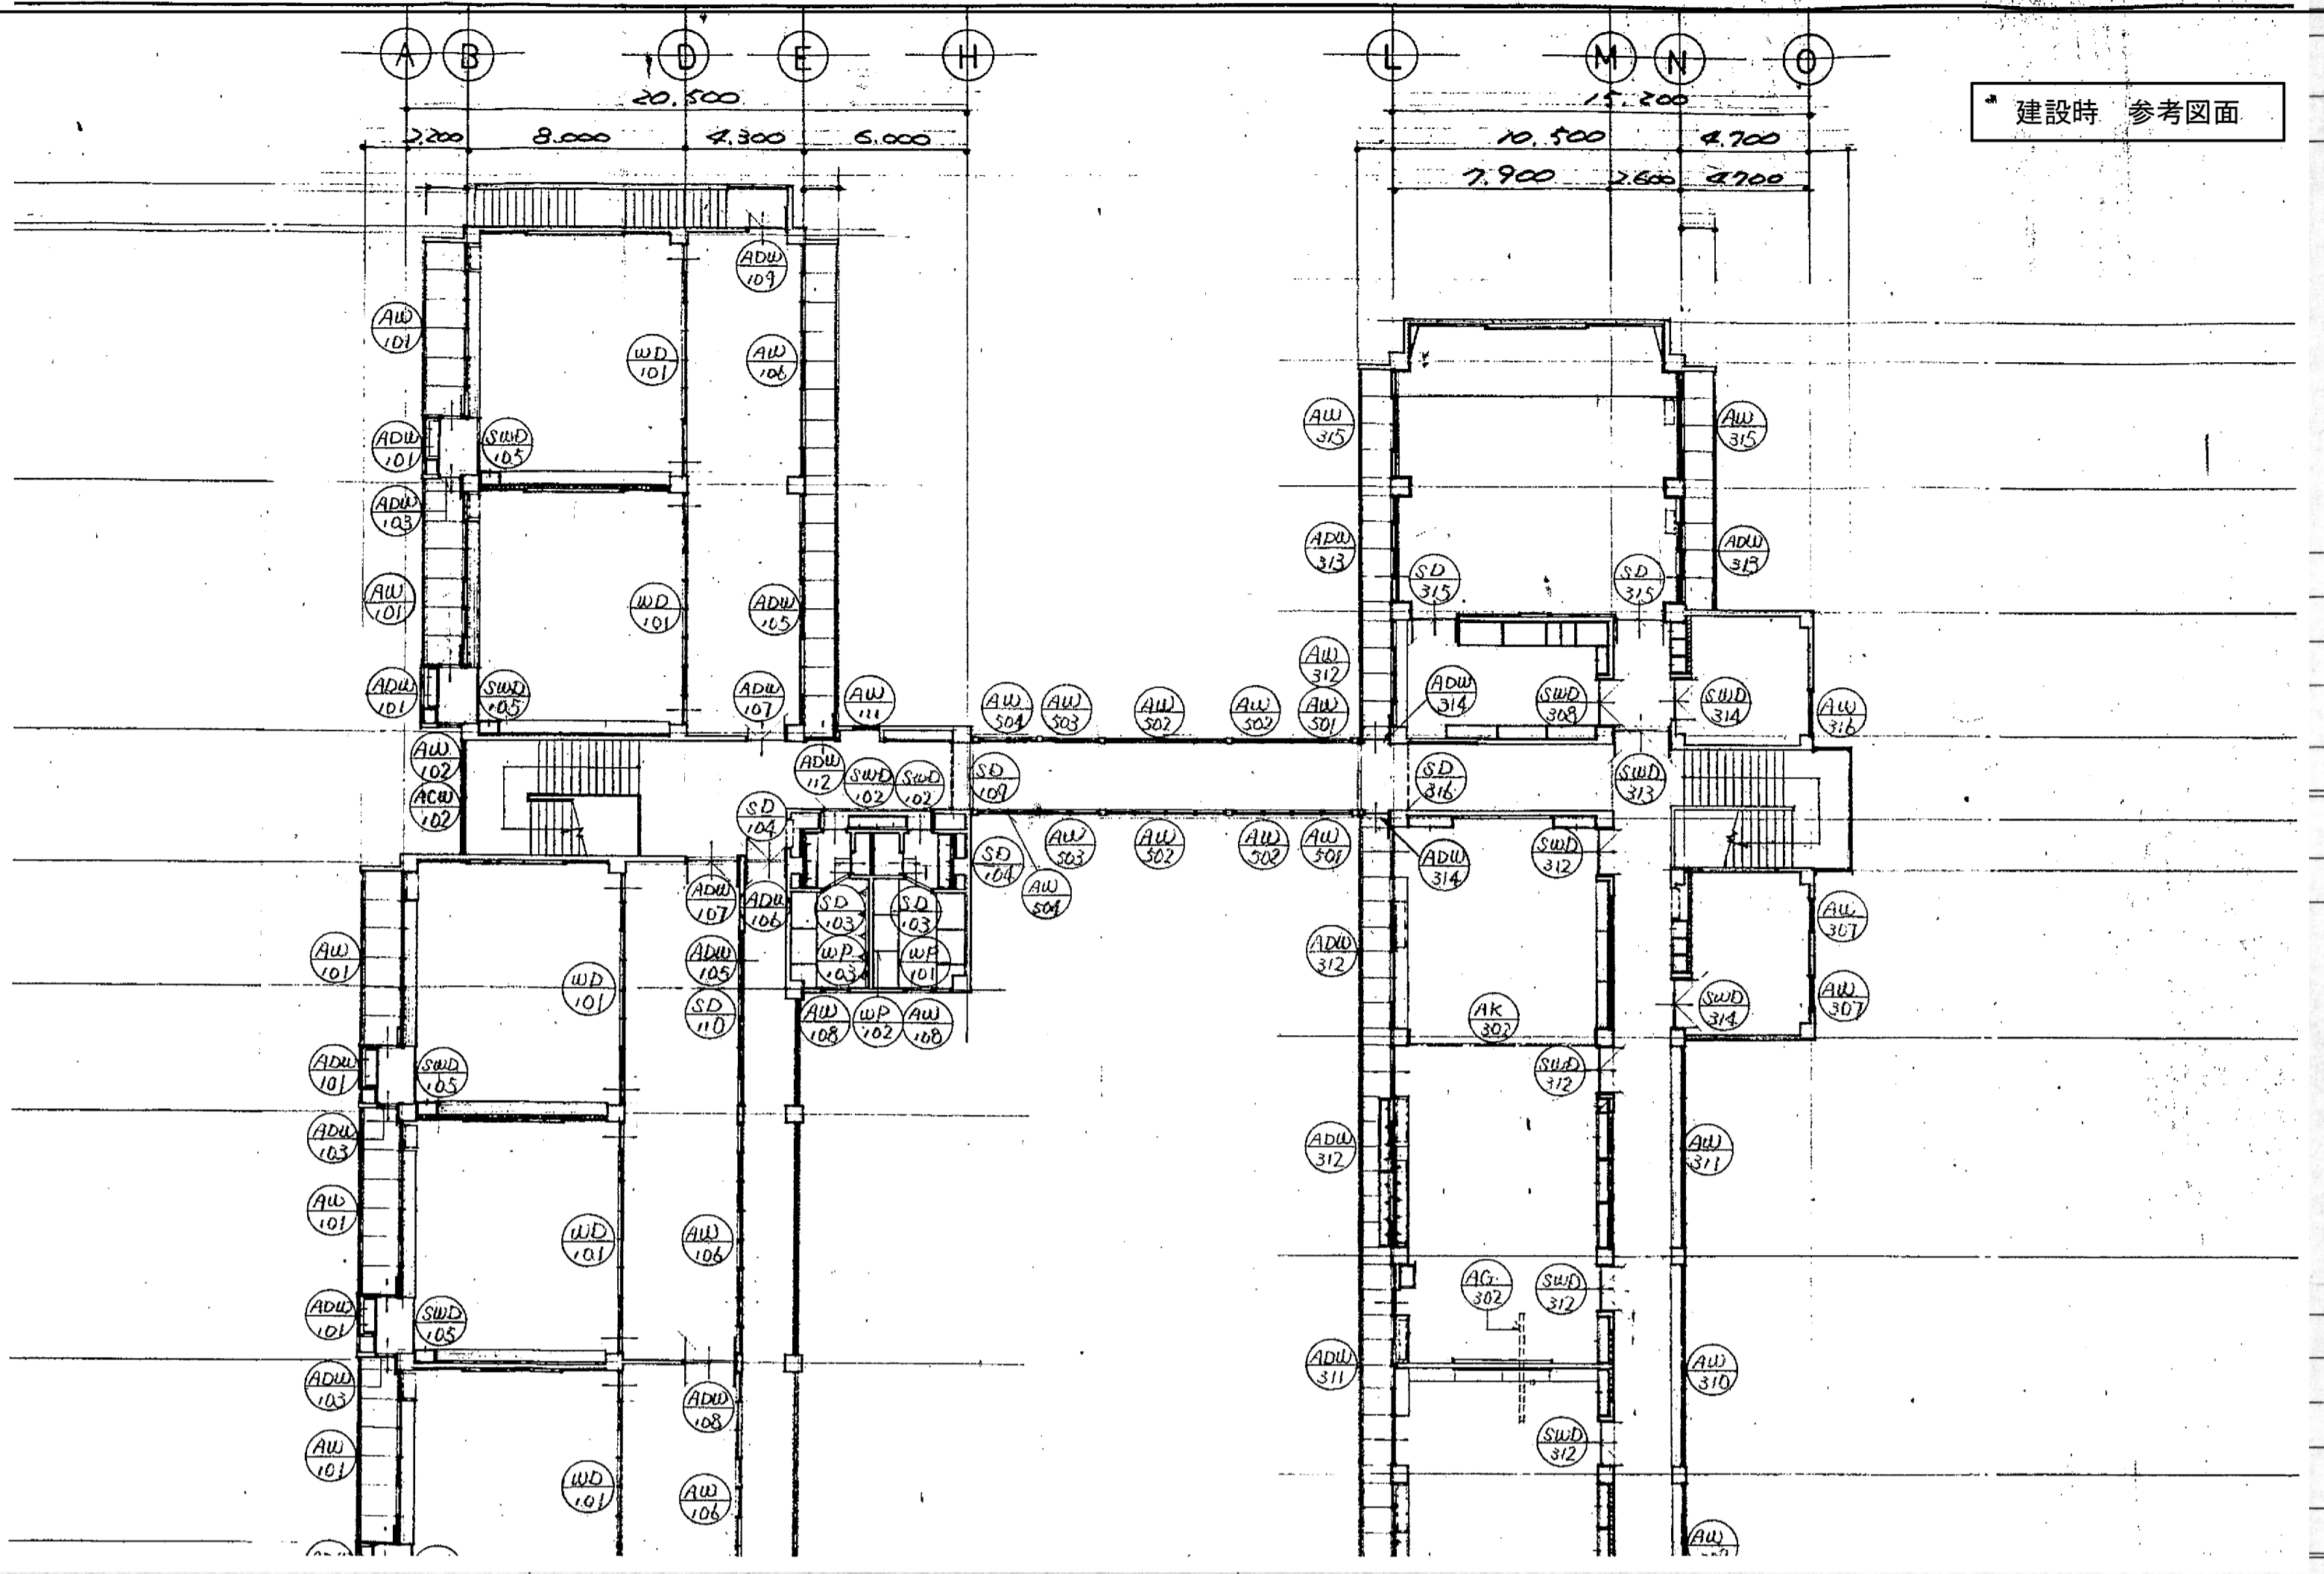 A B D E H L M N O
建設時 参考図面
20.500 15.200
2.200 8.000 4.300 6.000 10.500 4.700
7.900 2.600 4.700
ADW 109
AW 101
WD 101
AW 106
AW 315
AW 315
ADW 101
SWD 105
ADW 103
ADW 313
ADW 313
SD 315
SD 315
AW 101
WD 101
ADW 105
AW 312
ADW 101
SWD 105
ADW 107
AW 111
AW 504
AW 503
AW 502
AW 502
AW 501
ADW 314
SWD 308
SWD 314
AW 316
AW 102
ACW 102
ADW 112
SWD 102
SWD 102
SD 109
SD 316
SWD 313
SD 104
SD 104
AW 503
AW 502
AW 502
AW 501
ADW 314
SWD 312
ADW 107
ADW 106
SD 103
SD 103
AW 504
AW 307
AW 101
WD 101
ADW 105
WP 103
WP 101
ADW 312
SD 110
AW 108
WP 102
AW 108
AK 302
SWD 314
AW 307
ADW 101
SWD 105
SWD 312
ADW 103
ADW 312
AW 311
AW 101
WD 101
AW 106
ADW 101
SWD 105
AG 302
SWD 312
ADW 103
ADW 108
ADW 311
AW 310
AW 101
WD 101
AW 106
SWD 312
AW